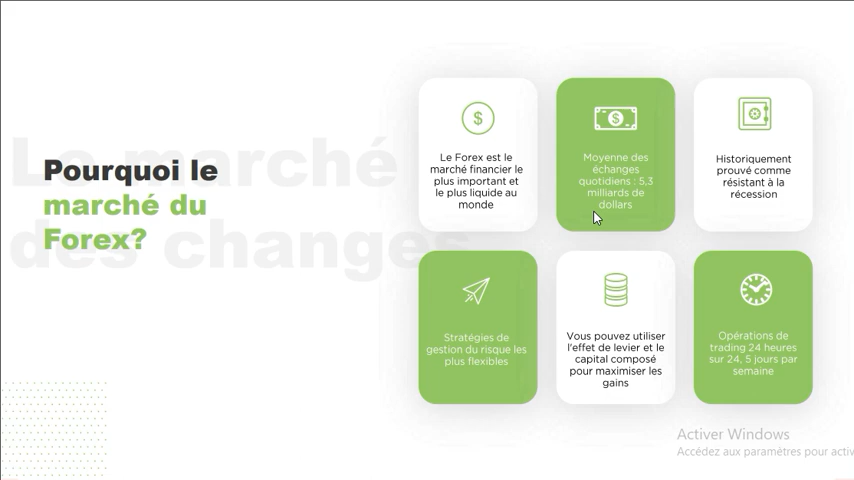 Le marché
des changes
Pourquoi le
marché du
Forex?
$
Le Forex est le
marché financier le
plus important et
le plus liquide au
monde
$
Moyenne des
échanges
quotidiens : 5,3
milliards de
dollars
Historiquement
prouvé comme
résistant à la
récession
Stratégies de
gestion du risque les
plus flexibles
Vous pouvez utiliser
l'effet de levier et le
capital composé
pour maximiser les
gains
Opérations de
trading 24 heures
sur 24, 5 jours par
semaine
Activer Windows
Accédez aux paramètres pour activ